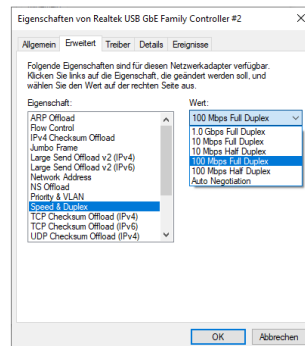 Eigenschaften von Realtek USB GbE Family Controller #2
Allgemein Erweitert Treiber Details Ereignisse
Folgende Eigenschaften sind für diesen Netzwerkadapter verfügbar.
Klicken Sie links auf die Eigenschaft, die geändert werden soll, und
wählen Sie den Wert auf der rechten Seite aus.
Eigenschaft:
ARP Offload
Flow Control
IPv4 Checksum Offload
Jumbo Frame
Large Send Offload v2 (IPv4)
Large Send Offload v2 (IPv6)
Network Address
NS Offload
Priority & VLAN
Speed & Duplex
TCP Checksum Offload (IPv4)
TCP Checksum Offload (IPv6)
UDP Checksum Offload (IPv4)
Wert:
100 Mbps Full Duplex
1.0 Gbps Full Duplex
10 Mbps Full Duplex
10 Mbps Half Duplex
100 Mbps Full Duplex
100 Mbps Half Duplex
Auto Negotiation
OK Abbrechen